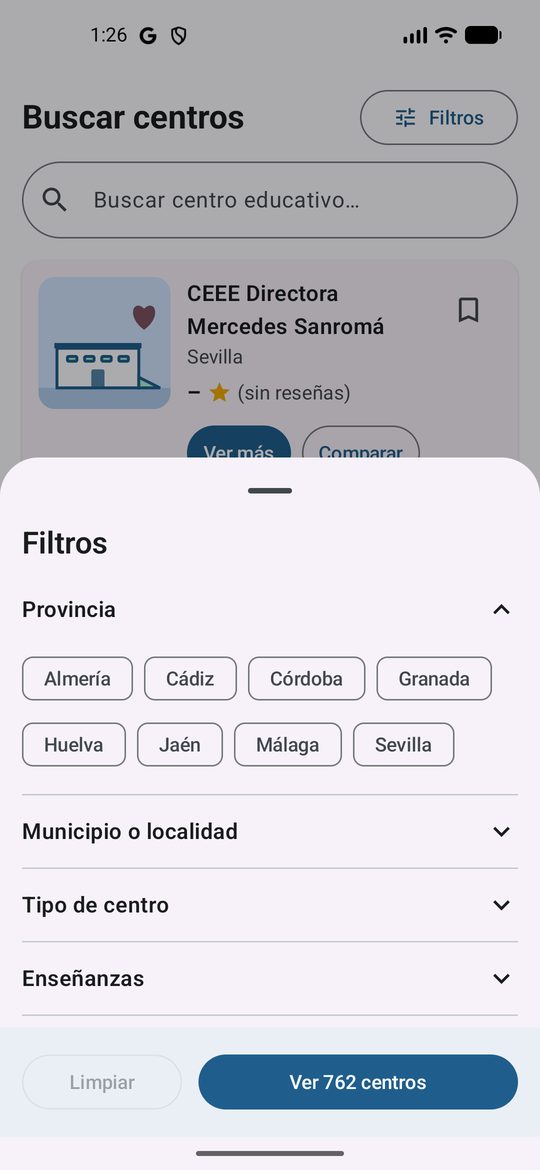 1:26
Buscar centros
Filtros
Buscar centro educativo…
CEEE Directora
Mercedes Sanromá
Sevilla
– (sin reseñas)
Ver más
Comparar
Filtros
Provincia
Almería
Cádiz
Córdoba
Granada
Huelva
Jaén
Málaga
Sevilla
Municipio o localidad
Tipo de centro
Enseñanzas
Limpiar
Ver 762 centros